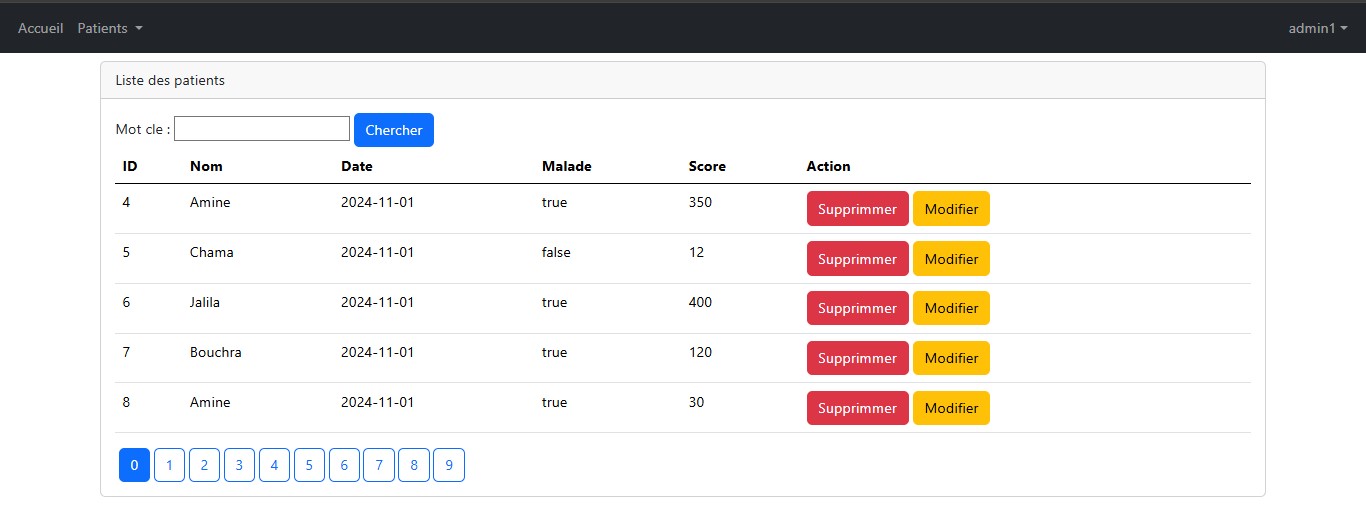 Accueil Patients admin1
Liste des patients
Mot cle : Chercher
ID Nom Date Malade Score Action
4 Amine 2024-11-01 true 350 Supprimmer Modifier
5 Chama 2024-11-01 false 12 Supprimmer Modifier
6 Jalila 2024-11-01 true 400 Supprimmer Modifier
7 Bouchra 2024-11-01 true 120 Supprimmer Modifier
8 Amine 2024-11-01 true 30 Supprimmer Modifier
0 1 2 3 4 5 6 7 8 9